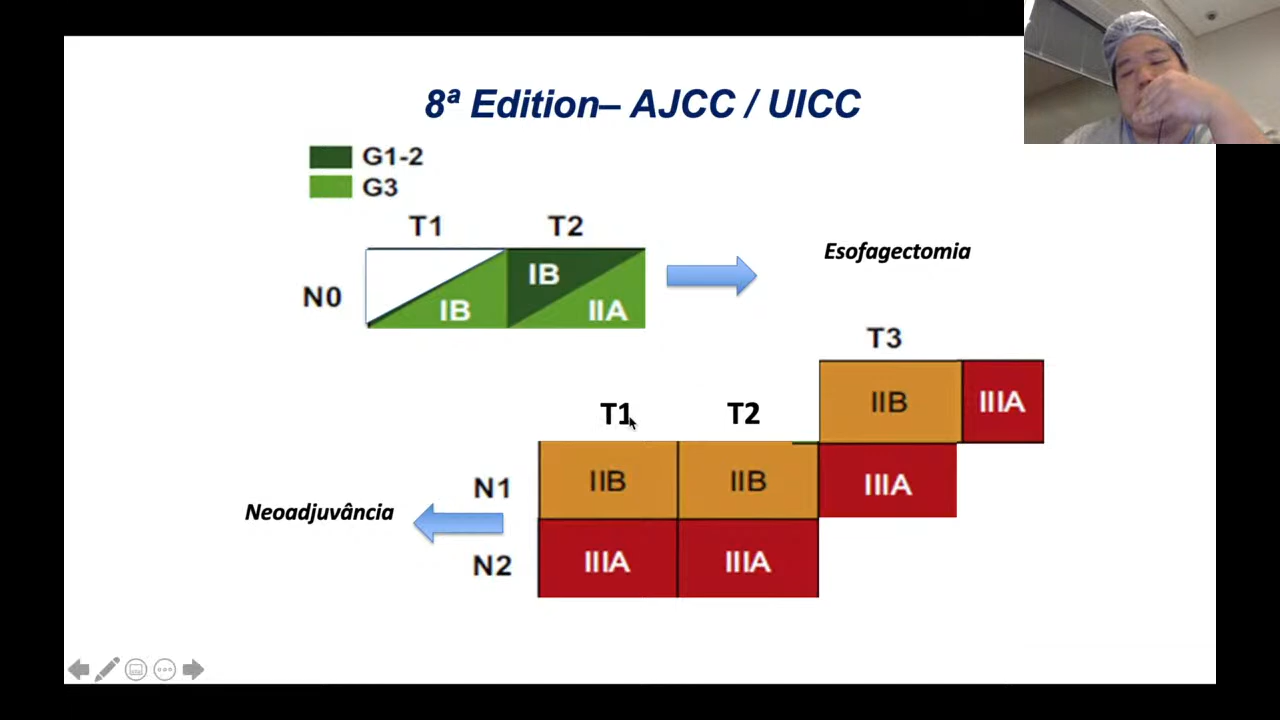 8ª Edition– AJCC / UICC
G1-2
G3
T1 T2
N0 IB IB IIA
Esofagectomia
T3
IIB IIIA
T1 T2
N1 IIB IIB IIIA
Neoadjuvância
N2 IIIA IIIA